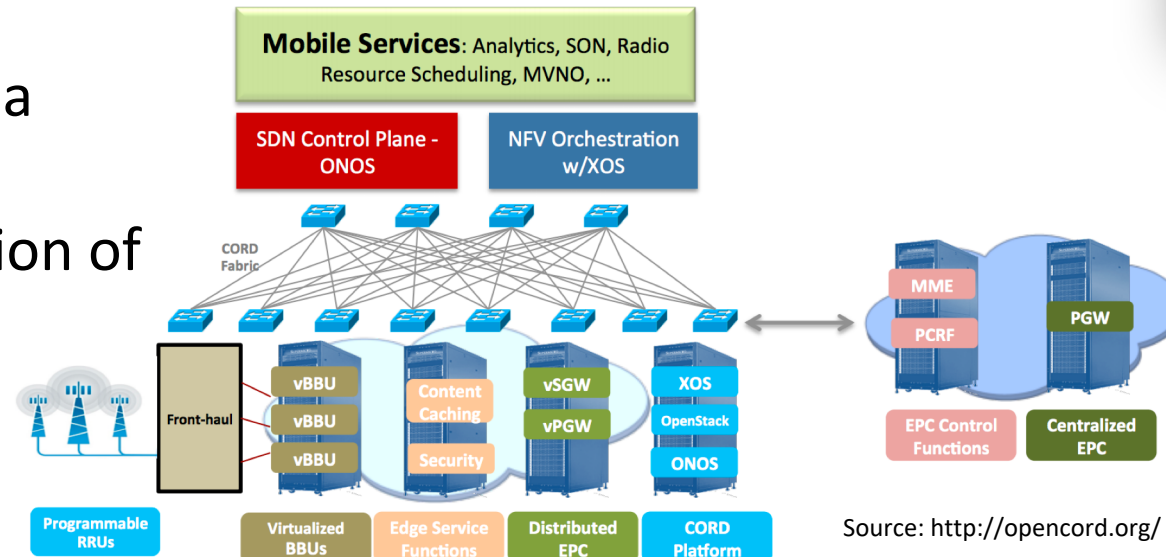 a
ion of
Mobile Services: Analytics, SON, Radio
Resource Scheduling, MVNO, ...
SDN Control Plane -
ONOS
NFV Orchestration
w/XOS
CORD
Fabric
MME
PCRF
PGW
Front-haul
vBBU
vBBU
vBBU
Content
Caching
Security
vSGW
vPGW
XOS
OpenStack
ONOS
EPC Control
Functions
Centralized
EPC
Programmable
RRUs
Virtualized
BBUs
Edge Service
Functions
Distributed
EPC
CORD
Platform
Source: http://opencord.org/